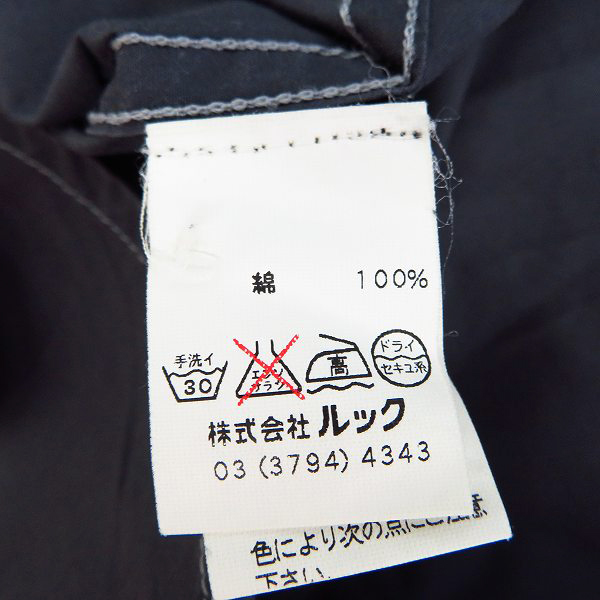 綿 100%
手洗イ 30 エンソ サラシ 高 ドライ セキユ系
株式会社 ルック
03 (3794) 4343
色により次の点にご注意
下さい